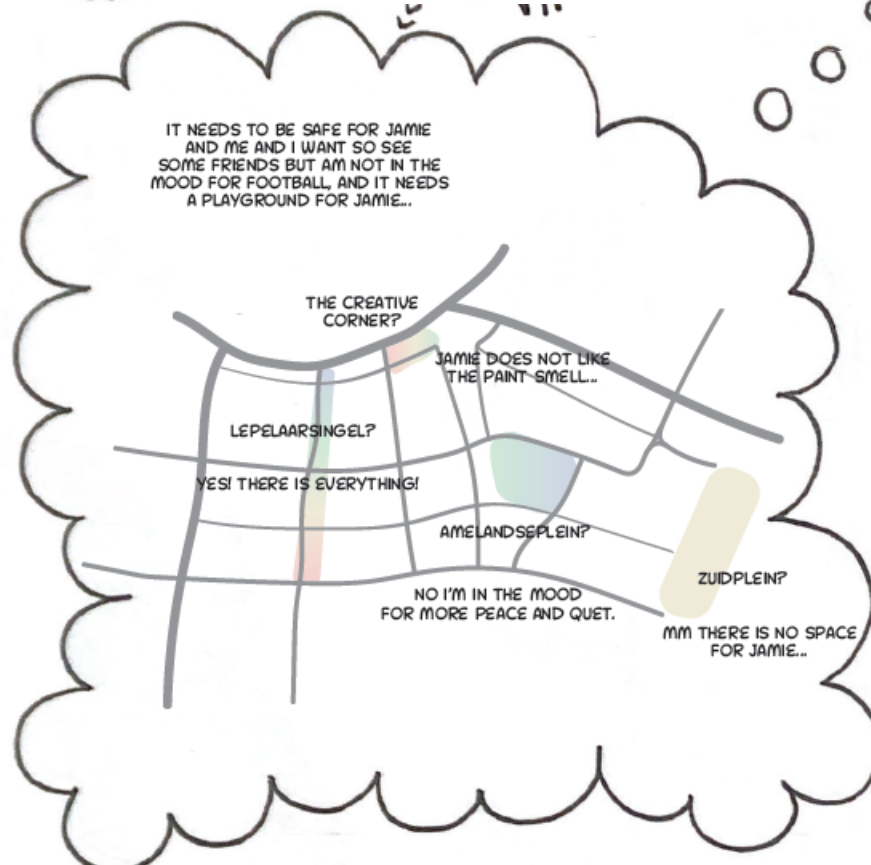 IT NEEDS TO BE SAFE FOR JAMIE
AND ME AND I WANT SO SEE
SOME FRIENDS BUT AM NOT IN THE
MOOD FOR FOOTBALL, AND IT NEEDS
A PLAYGROUND FOR JAMIE...
THE CREATIVE
CORNER?
JAMIE DOES NOT LIKE
THE PAINT SMELL...
LEPELAARSINGEL?
YES! THERE IS EVERYTHING!
AMELANDSEPLEIN?
NO I'M IN THE MOOD
FOR MORE PEACE AND QUET.
ZUIDPLEIN?
MM THERE IS NO SPACE
FOR JAMIE...